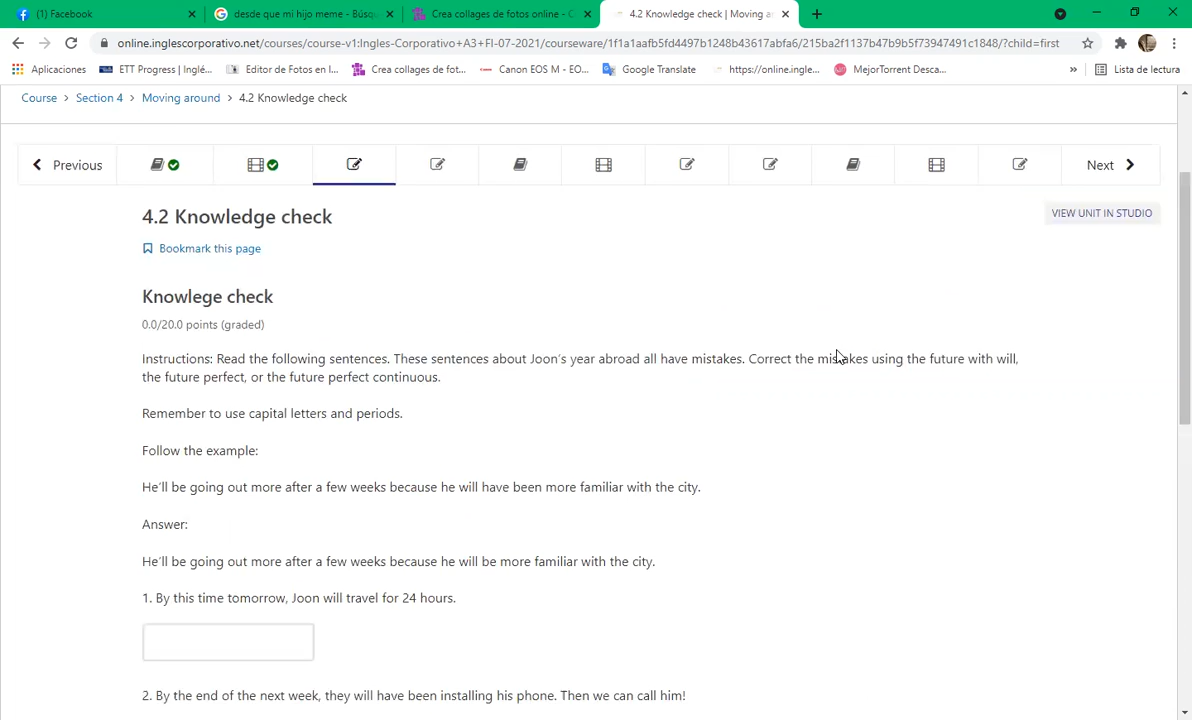 (1) Facebook
desde que mi hijo meme - Búsqu
Crea collages de fotos online - C
4.2 Knowledge check | Moving a
online.inglescorporativo.net/courses/course-v1:Ingles-Corporativo+A3+FI-07-2021/courseware/1f1a1aafb5fd4497b1248b43617abfa6/215ba2f1137b47b9b5f73947491c1848/?child=first
Aplicaciones
ETT Progress | Inglé...
Editor de Fotos en l...
Crea collages de fot...
Canon EOS M - EO...
Google Translate
https://online.ingle...
MejorTorrent Desca...
»
Lista de lectura
Course > Section 4 > Moving around > 4.2 Knowledge check
Previous
Next
4.2 Knowledge check
VIEW UNIT IN STUDIO
Bookmark this page
Knowlege check
0.0/20.0 points (graded)
Instructions: Read the following sentences. These sentences about Joon's year abroad all have mistakes. Correct the mistakes using the future with will,
the future perfect, or the future perfect continuous.
Remember to use capital letters and periods.
Follow the example:
He'll be going out more after a few weeks because he will have been more familiar with the city.
Answer:
He'll be going out more after a few weeks because he will be more familiar with the city.
1. By this time tomorrow, Joon will travel for 24 hours.
2. By the end of the next week, they will have been installing his phone. Then we can call him!